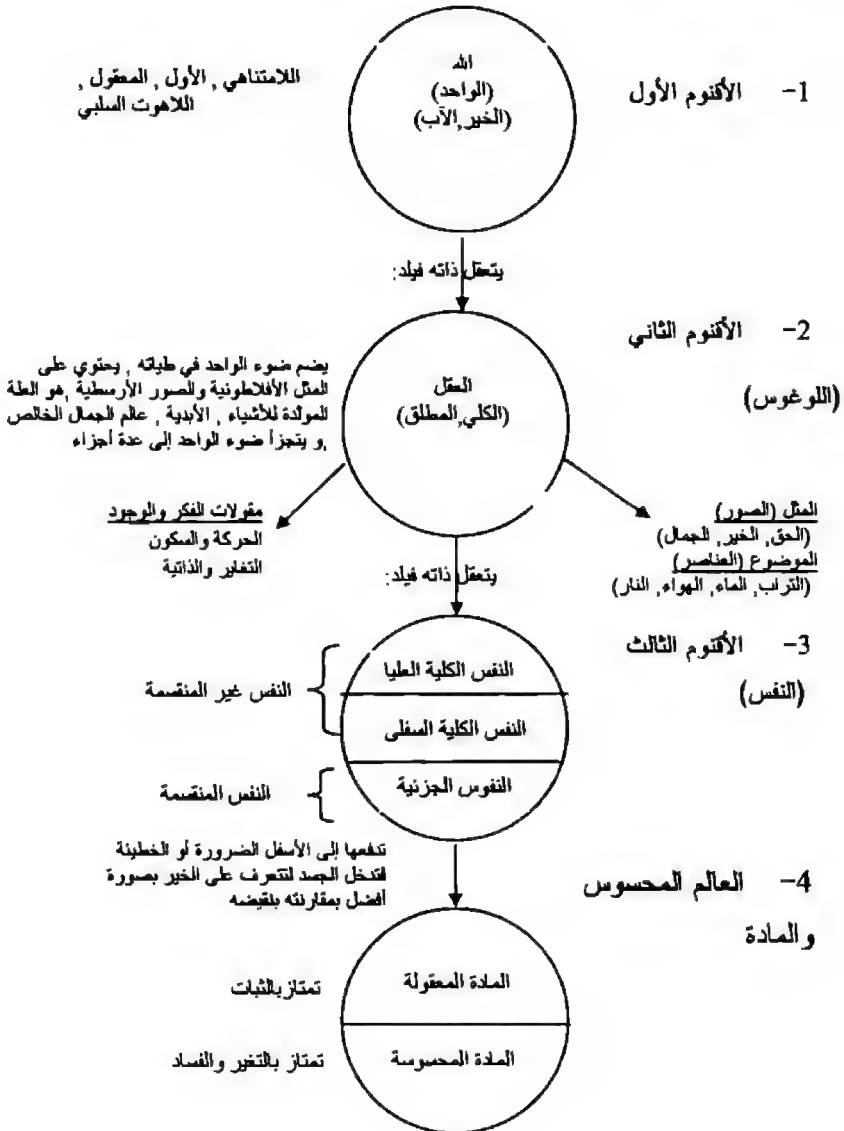 1- الأقنوم الأول
الله
(الواحد)
(الخير,الآب)
اللامتناهي , الأول , المعقول ,
اللاهوت السلبي
يتعقل ذاته فيلد:
2- الأقنوم الثاني
(اللوغوس)
العقل
(الكلي,المطلق)
يضم ضوء الواحد في طياته , يحتوي على
المثل الأفلاطونية والصور الأرسطية ,هو العلة
المولدة للأشياء , الأبدية , عالم الجمال الخالص
,و يتجزأ ضوء الواحد إلى عدة أجزاء
المثل (الصور)
(الحق, الخير, الجمال)
الموضوع (العناصر)
(التراب, الماء, الهواء, النار)
مقولات الفكر والوجود
الحركة والسكون
التغاير والذاتية
يتعقل ذاته فيلد:
3- الأقنوم الثالث
(النفس)
النفس الكلية العليا
النفس الكلية السفلى
النفوس الجزئية
النفس غير المنقسمة
النفس المنقسمة
تدفعها إلى الأسفل الضرورة أو الخطيئة
فتدخل الجسد لتتعرف على الخير بصورة
أفضل بمقارنته بنقيضه
4- العالم المحسوس
والمادة
المادة المعقولة
المادة المحسوسة
تمتاز بالثبات
تمتاز بالتغير والفساد